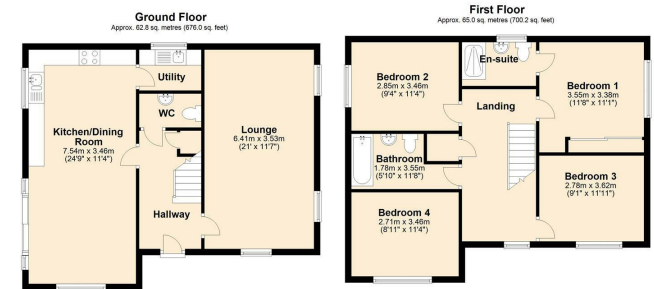 Ground Floor
Approx. 62.8 sq. metres (676.0 sq. feet)
Utility
WC
Kitchen/Dining
Room
7.54m x 3.46m
(24'9" x 11'4")
Lounge
6.41m x 3.53m
(21' x 11'7")
Hallway
First Floor
Approx. 65.0 sq. metres (700.2 sq. feet)
En-suite
Bedroom 2
2.85m x 3.46m
(9'4" x 11'4")
Bedroom 1
3.55m x 3.38m
(11'8" x 11'1")
Landing
Bathroom
1.78m x 3.55m
(5'10" x 11'8")
Bedroom 3
2.78m x 3.62m
(9'1" x 11'11")
Bedroom 4
2.71m x 3.46m
(8'11" x 11'4")